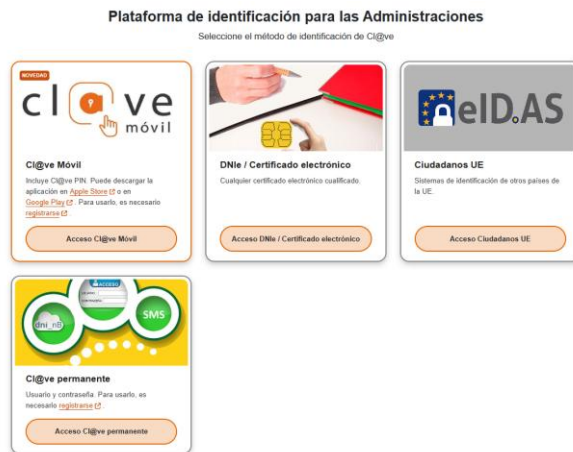 Plataforma de identificación para las Administraciones
Seleccione el método de identificación de Cl@ve
NOVEDAD
cl@ve
móvil
Cl@ve Móvil
Incluye Cl@ve PIN. Puede descargar la
aplicación en Apple Store o en
Google Play. Para usarlo, es necesario
registrarse.
Acceso Cl@ve Móvil
DNIe / Certificado electrónico
Cualquier certificado electrónico cualificado.
Acceso DNIe / Certificado electrónico
eID.AS
Ciudadanos UE
Sistemas de identificación de otros países de
la UE.
Acceso Ciudadanos UE
ACCESO
dni_nB
SMS
Cl@ve permanente
Usuario y contraseña. Para usarlo, es
necesario registrarse.
Acceso Cl@ve permanente